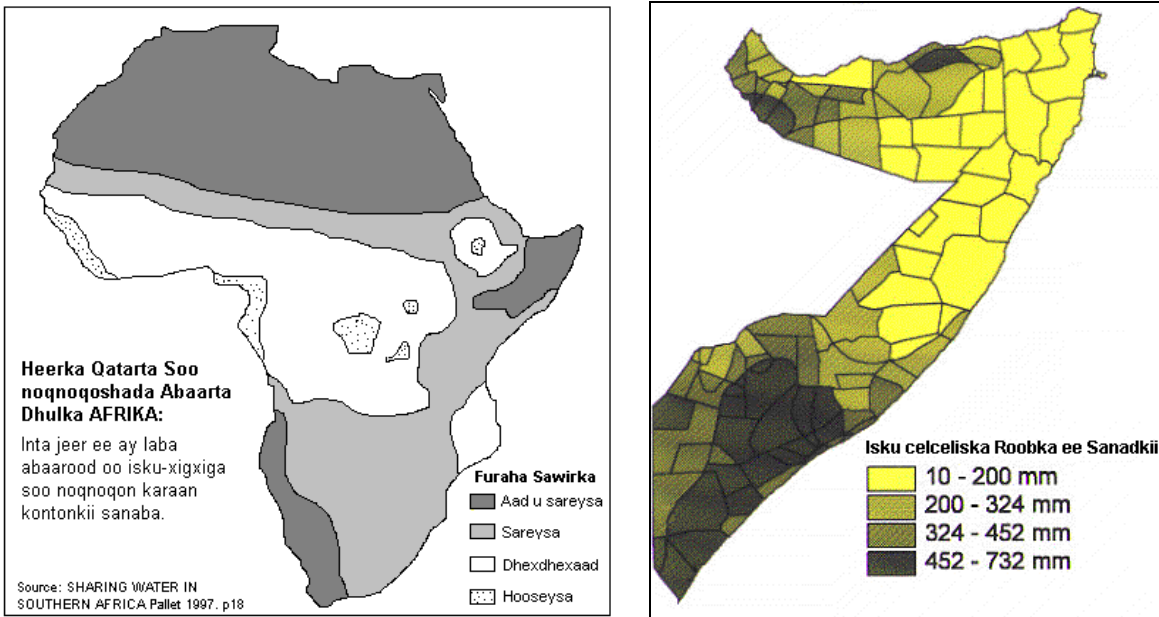 Heerka Qatarta Soo
noqnoqoshada Abaarta
Dhulka AFRIKA:
Inta jeer ee ay laba
abaarood oo isku-xigxiga
soo noqnoqon karaan
kontonkii sanaba.
Source: SHARING WATER IN
SOUTHERN AFRICA Pallet 1997. p18
Furaha Sawirka
Aad u sareysa
Sareysa
Dhexdhexaad
Hooseysa
Isku celceliska Roobka ee Sanadkii
10 - 200 mm
200 - 324 mm
324 - 452 mm
452 - 732 mm